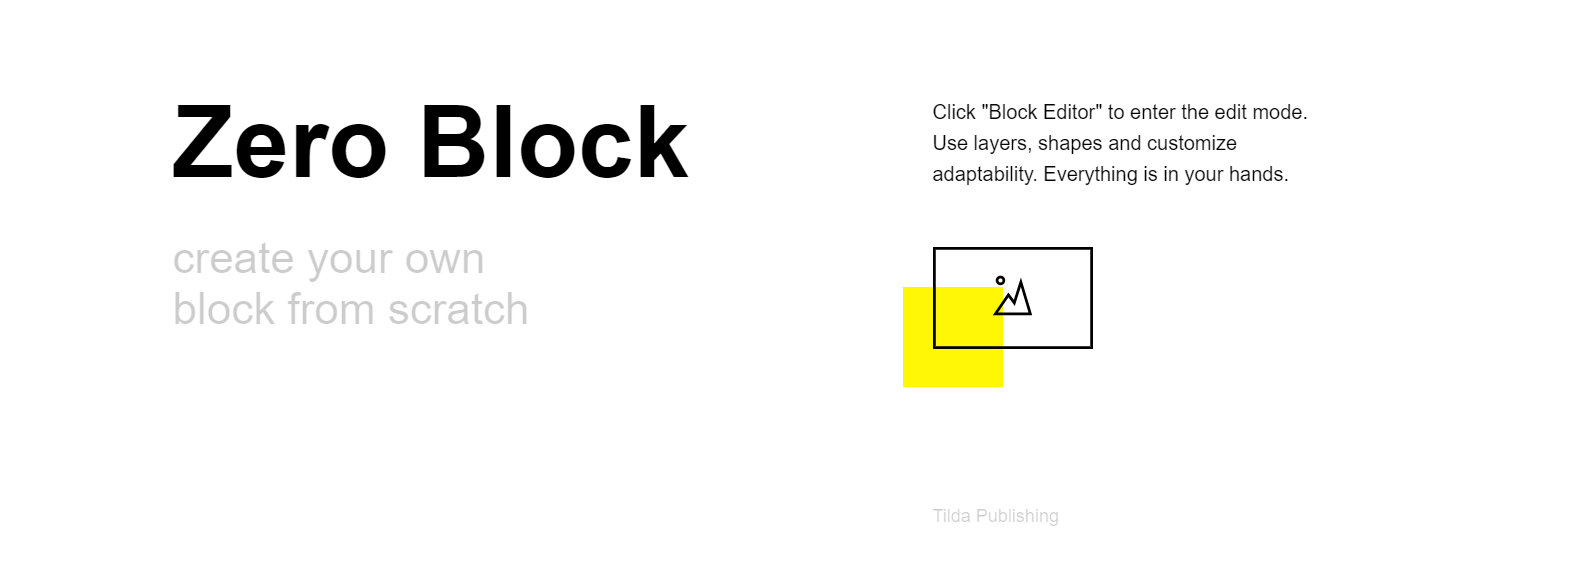 Zero Block
create your own
block from scratch
Click "Block Editor" to enter the edit mode.
Use layers, shapes and customize
adaptability. Everything is in your hands.
Tilda Publishing